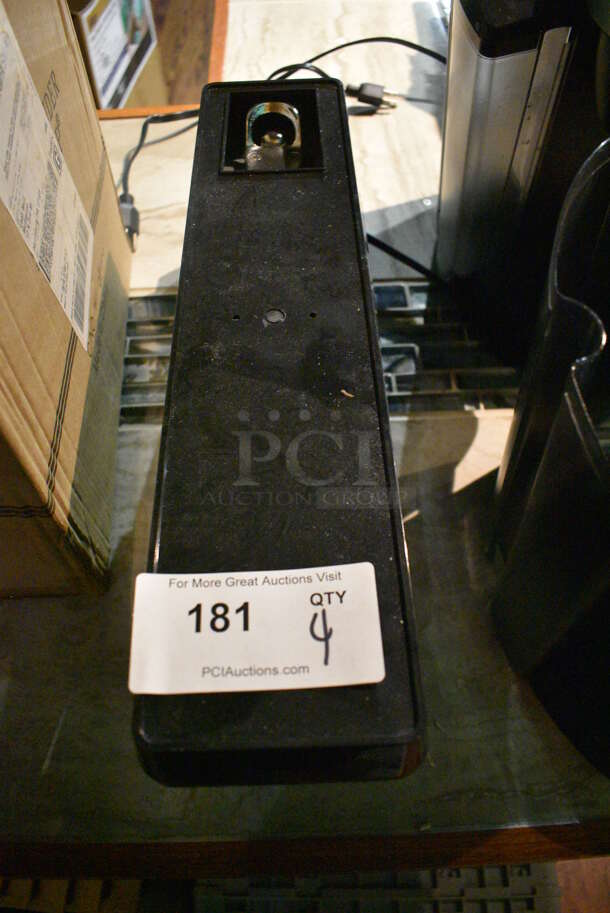 PCI
AUCTION GROUP
For More Great Auctions Visit
181
QTY
4
PCIAuctions.com